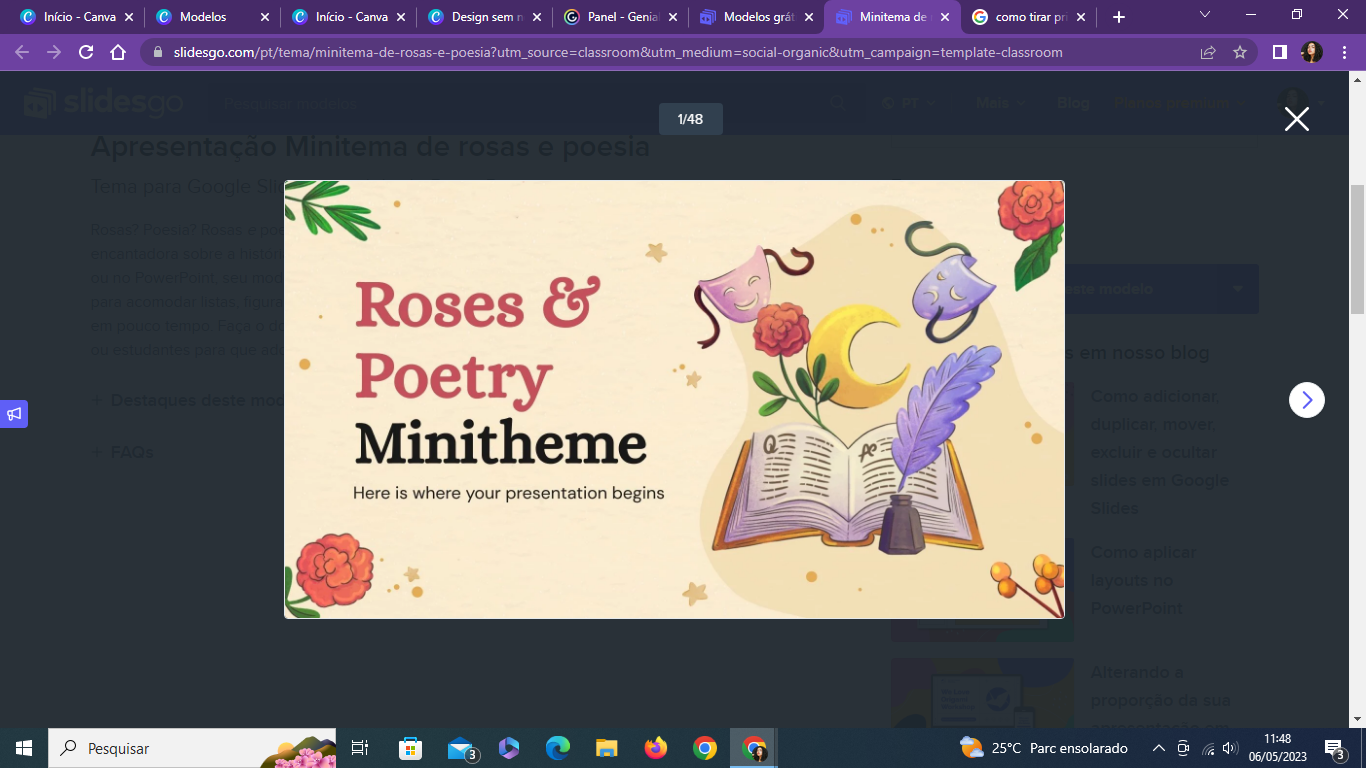 Início - Canva
Modelos
Início - Canva
Design sem n
Panel - Genial
Modelos grát
Minitema de
como tirar pri
slidesgo.com/pt/tema/minitema-de-rosas-e-poesia?utm_source=classroom&utm_medium=social-organic&utm_campaign=template-classroom
slidesgo
Pesquisar modelos
PT
Mais
Blog
Planos premium
1/48
Apresentação Minitema de rosas e poesia
Tema para Google Sli
Rosas? Poesia? Rosas e po
encantadora sobre a histór
ou no PowerPoint, seu mod
para acomodar listas, figura
em pouco tempo. Faça o do
ou estudantes para que ado
Destaques deste mod
FAQs
Roses &
Poetry
Minitheme
Here is where your presentation begins
Q
este modelo
s em nosso blog
Como adicionar,
duplicar, mover,
excluir e ocultar
slides em Google
Slides
Como aplicar
layouts no
PowerPoint
Alterando a
proporção da sua
apresentação em
Pesquisar
3
25°C Parc ensolarado
11:48
06/05/2023
3